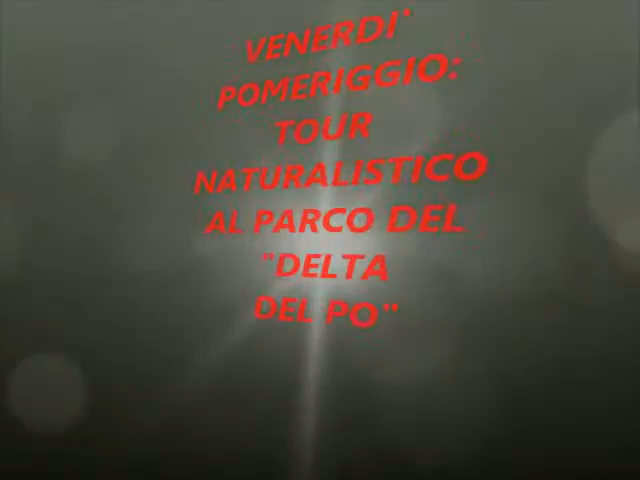 VENERDI'
POMERIGGIO:
TOUR
NATURALISTICO
AL PARCO DEL
"DELTA
DEL PO"